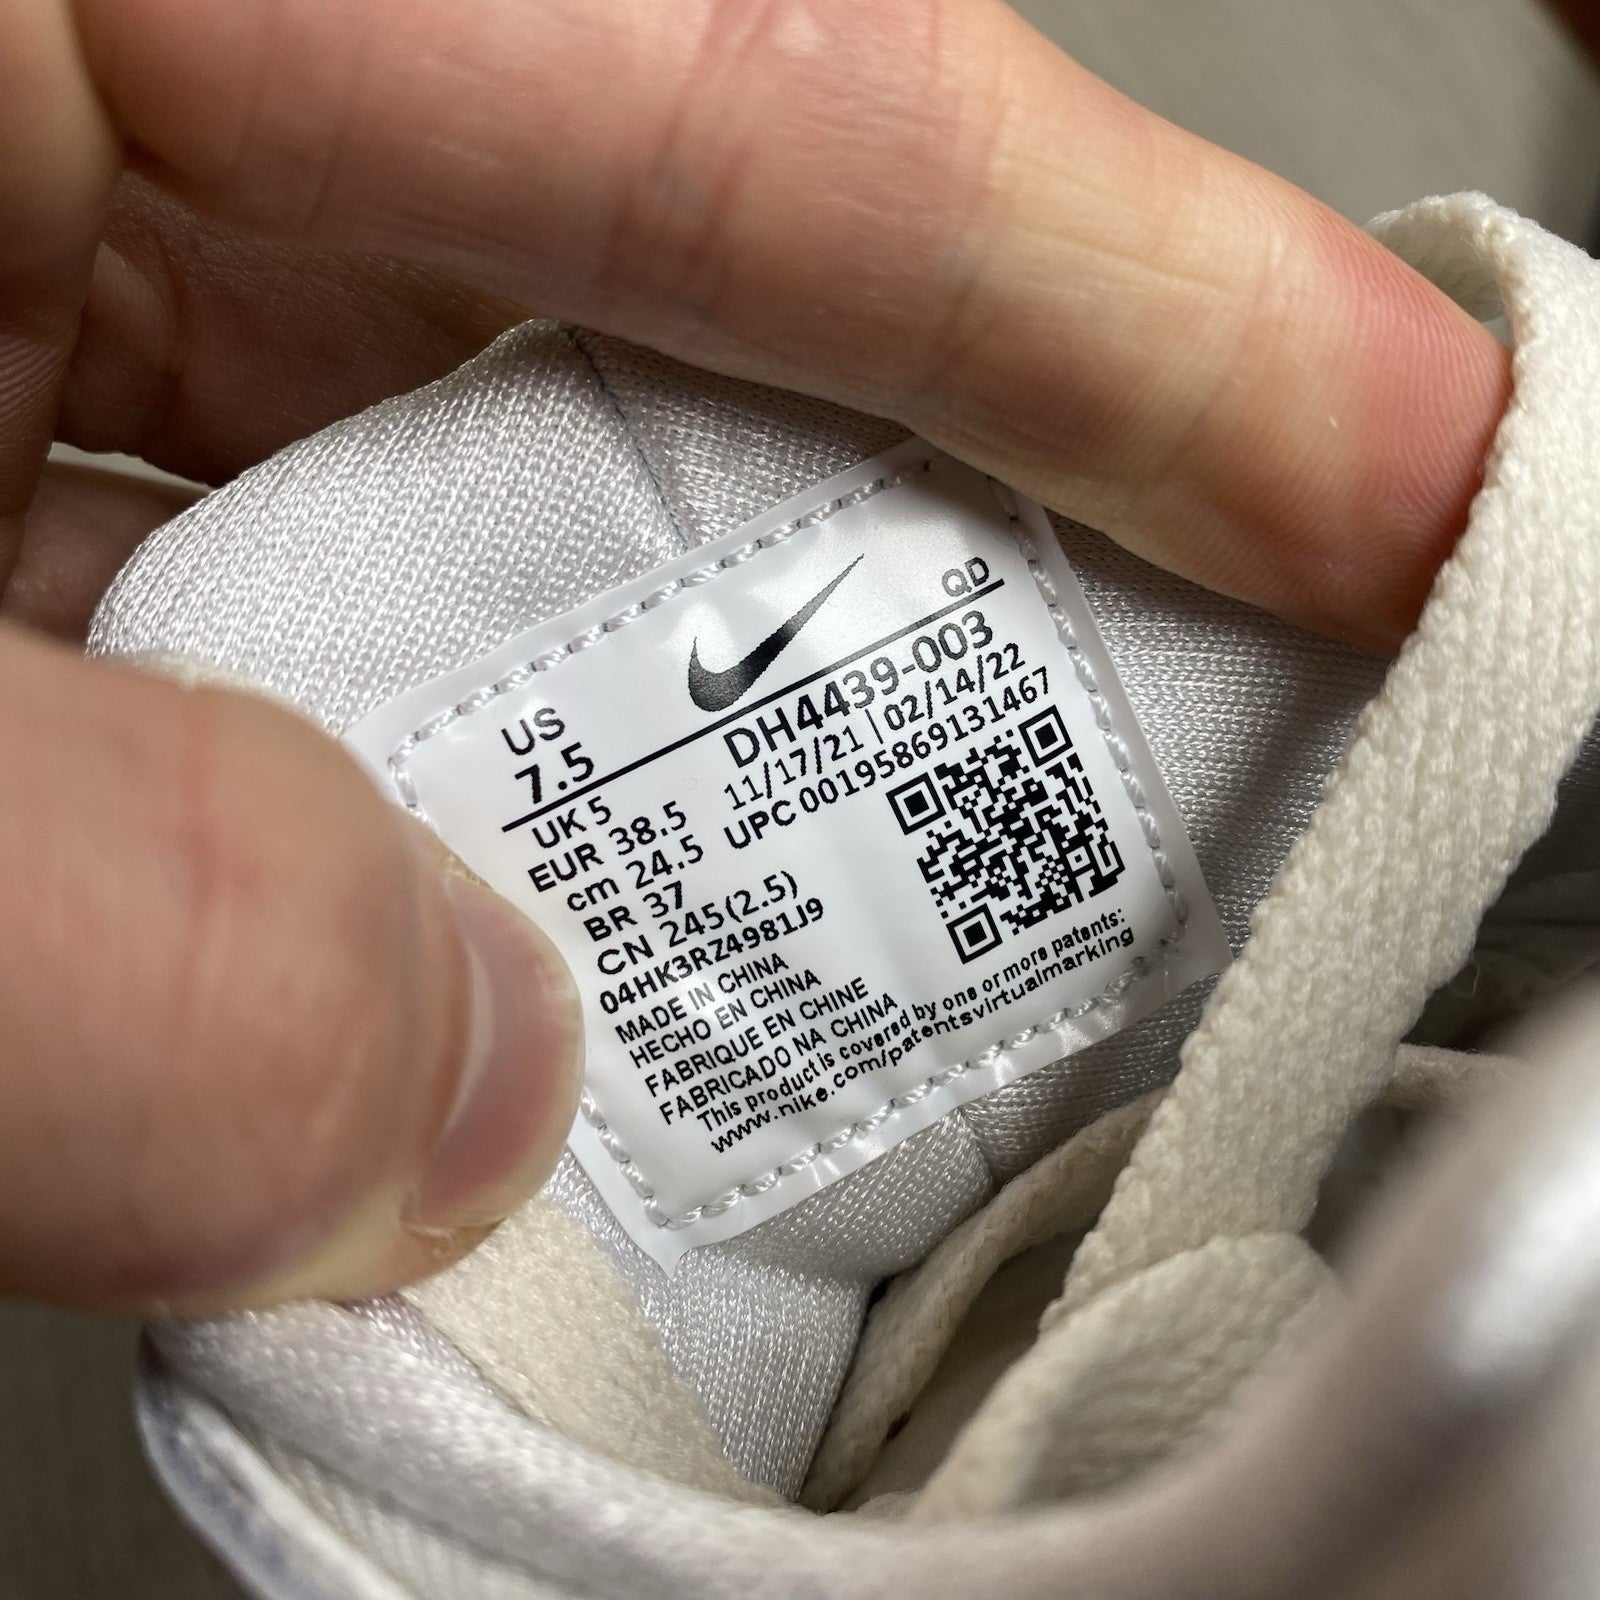 QD
US
7.5
DH4439-003
11/17/21 | 02/14/22
UPC 00195869131467
UK 5
EUR 38.5
cm 24.5
BR 37
CN 245(2.5)
04HK3RZ4981J9
MADE IN CHINA
HECHO EN CHINA
FABRIQUE EN CHINE
FABRICADO NA CHINA
This product is covered by one or more patents:
www.nike.com/patentsvirtualmarking